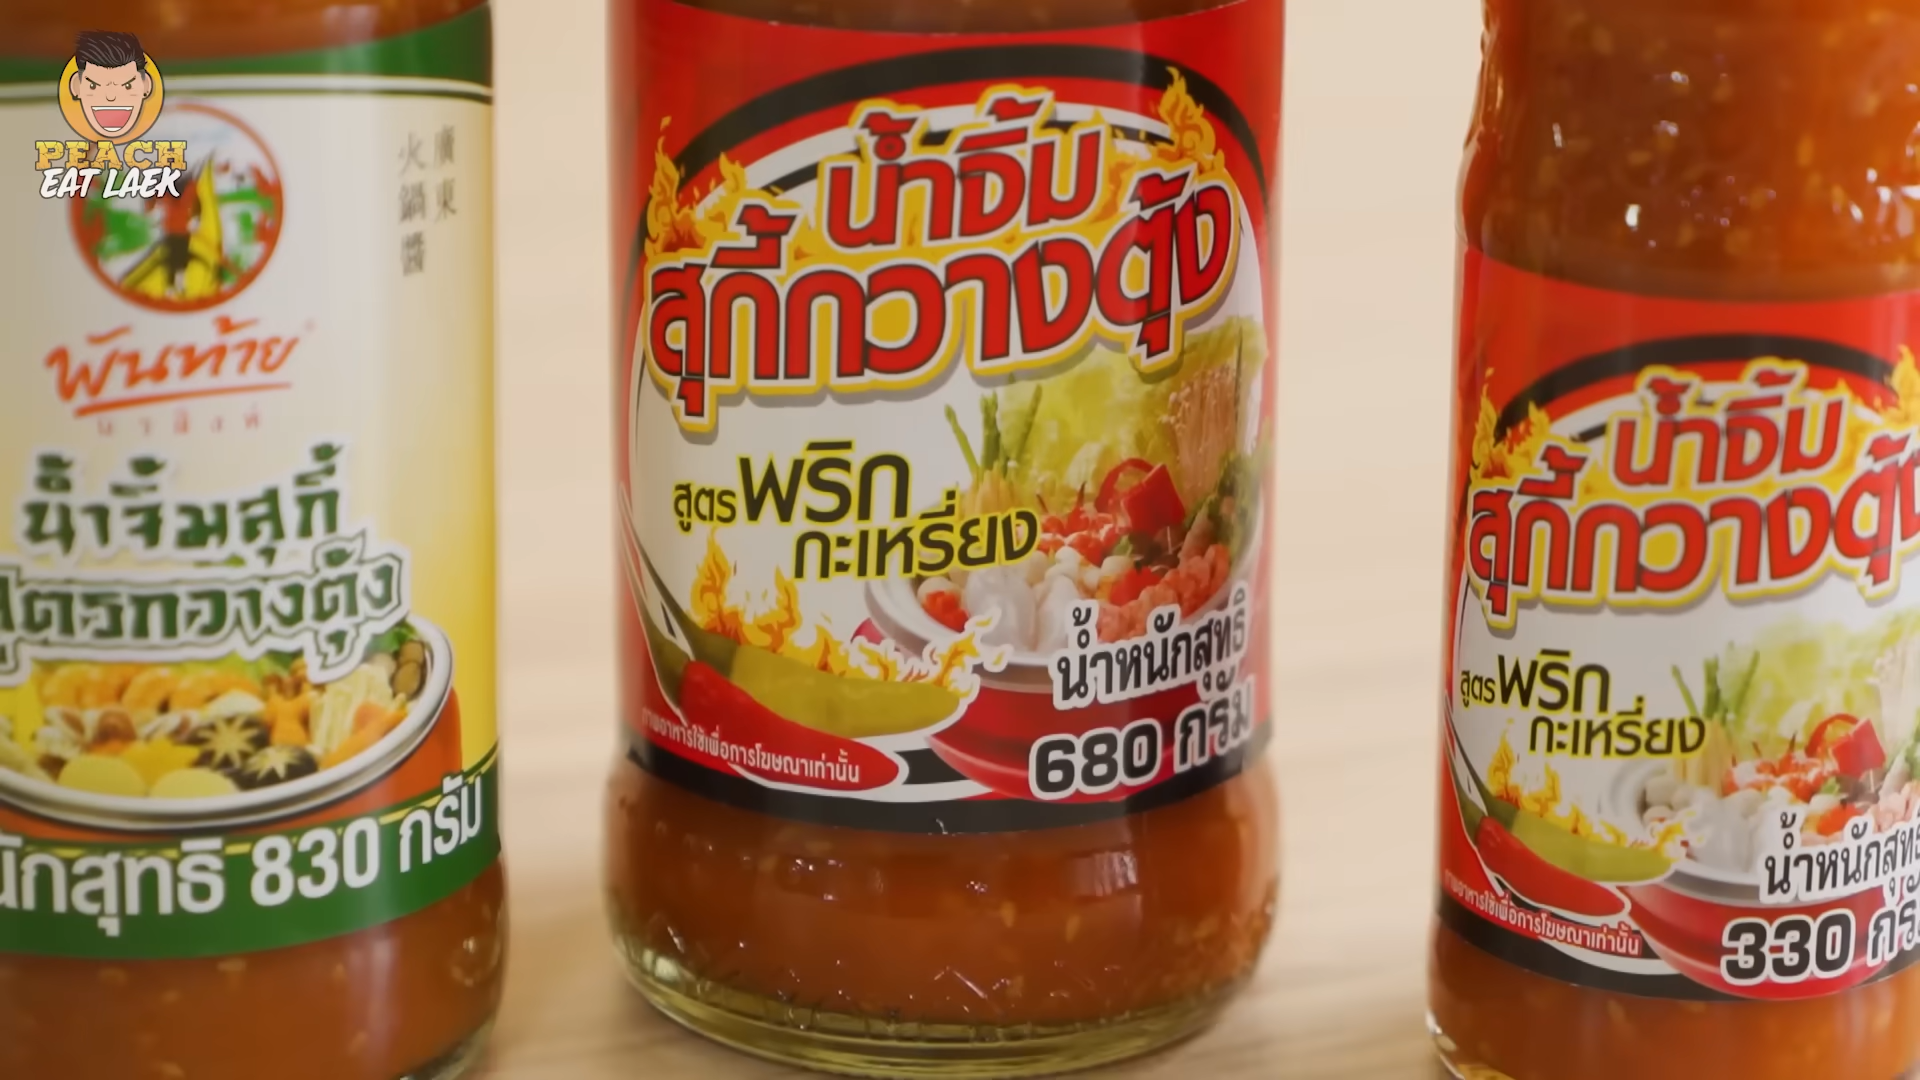 PEACH
EAT LAEK
廣東
火鍋醬
พันท้าย
นรสิงห์
น้ำจิ้มสุกี้
สูตรกวางตุ้ง
นักสุทธิ 830 กรัม
น้ำจิ้ม
สุกี้กวางตุ้ง
สูตรพริก
กะเหรี่ยง
น้ำหนักสุทธิ
680 กรัม
ภาพอาหารใช้เพื่อการโฆษณาเท่านั้น
น้ำจิ้ม
สุกี้กวางตุ้ง
สูตรพริก
กะเหรี่ยง
น้ำหนักสุทธิ
330 กรัม
ภาพอาหารใช้เพื่อการโฆษณาเท่านั้น